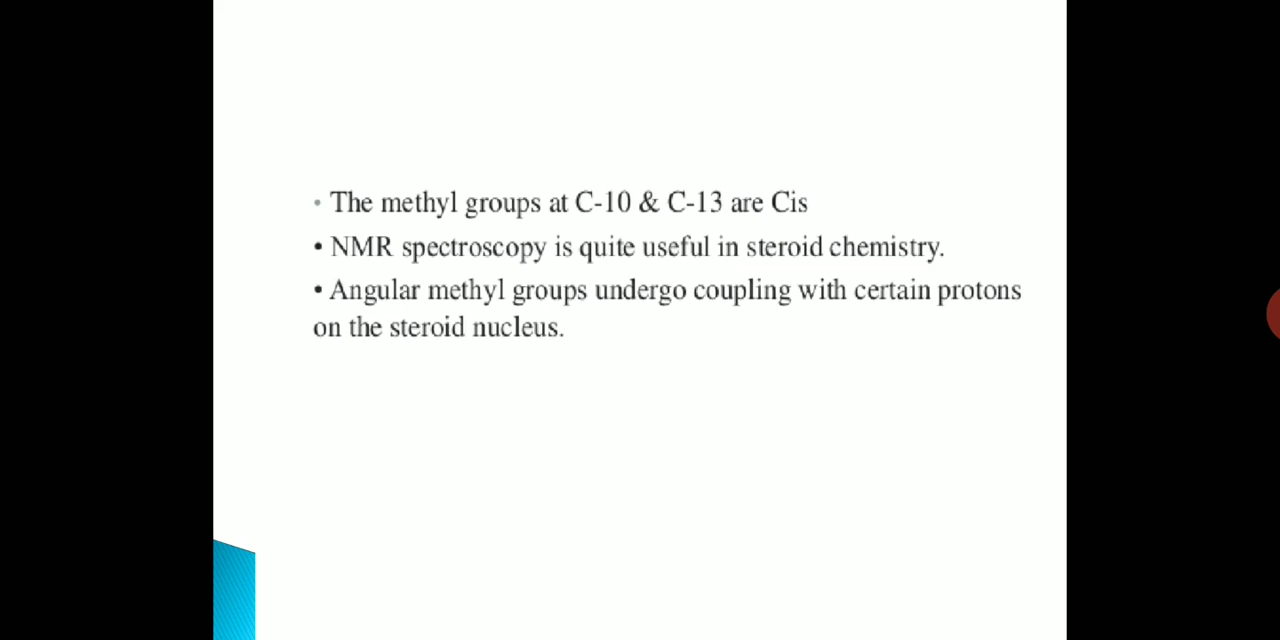 • The methyl groups at C-10 & C-13 are Cis
• NMR spectroscopy is quite useful in steroid chemistry.
• Angular methyl groups undergo coupling with certain protons
on the steroid nucleus.